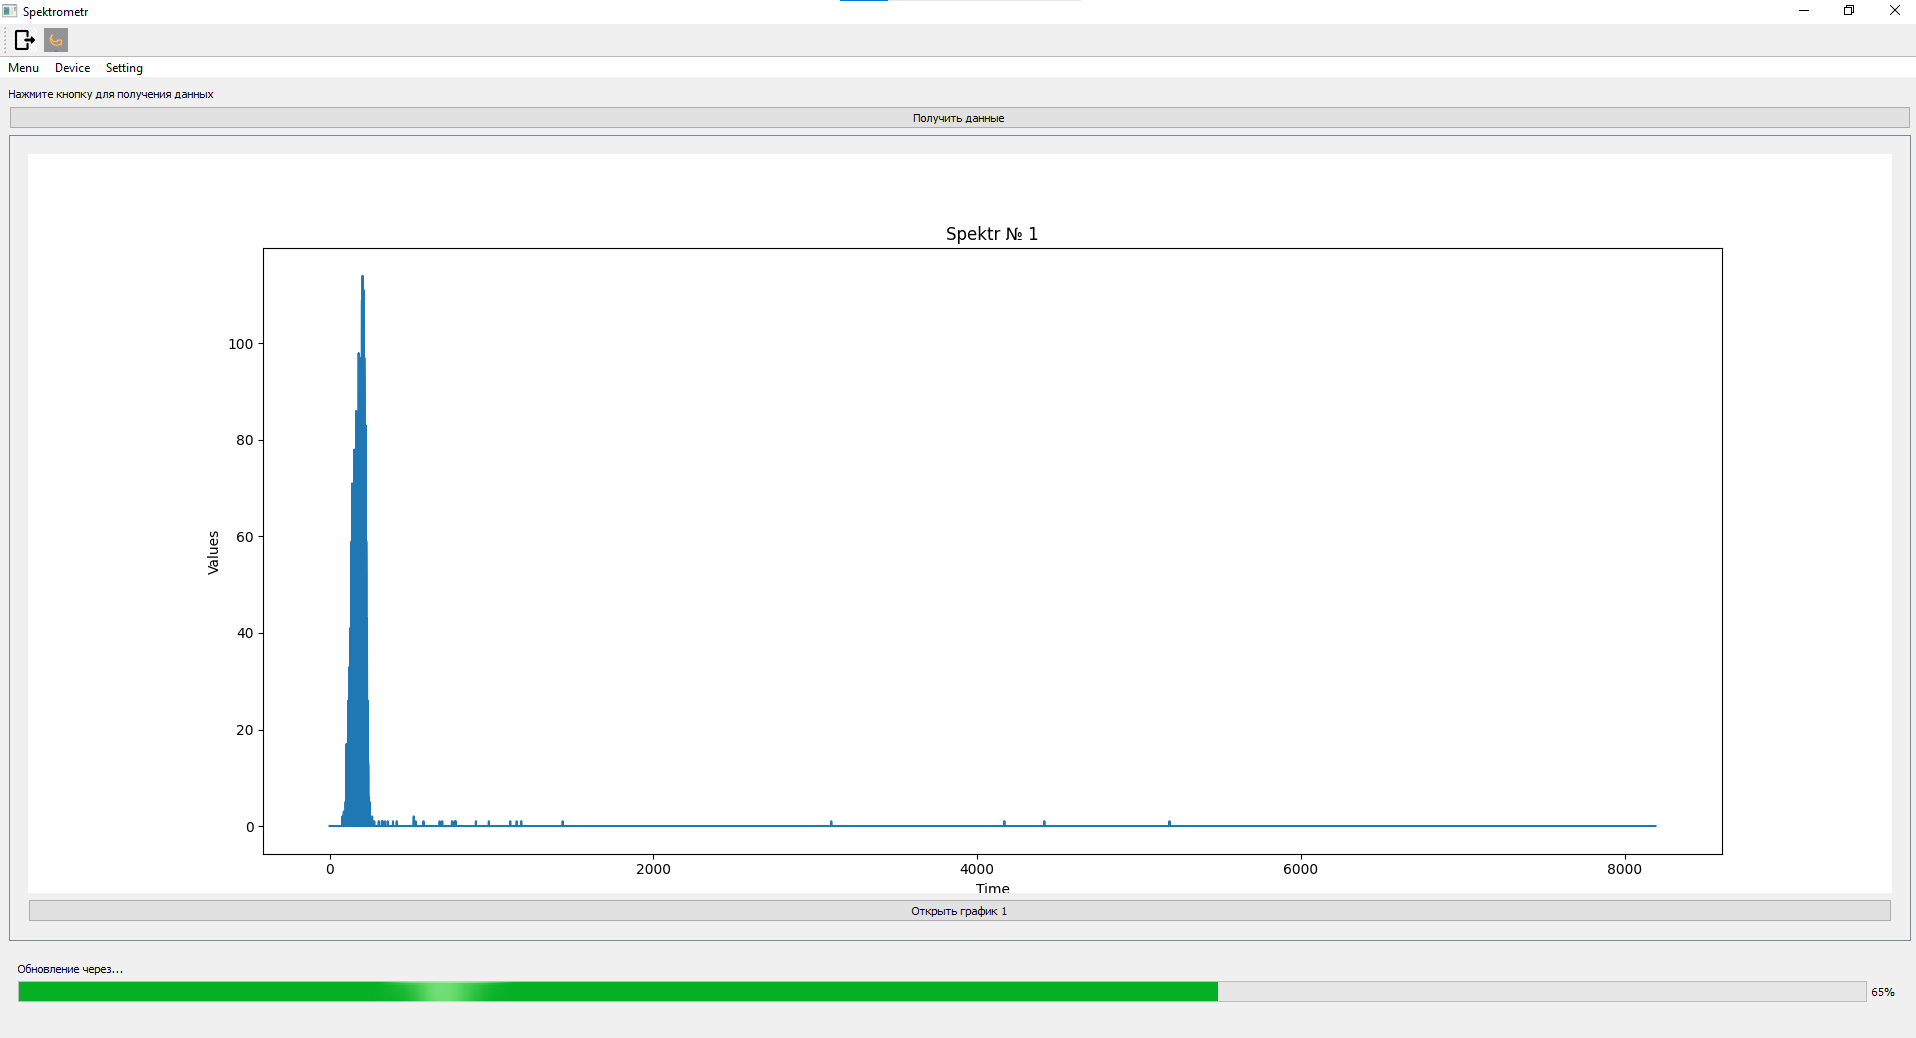 Spektrometr
Menu Device Setting
Нажмите кнопку для получения данных
Получить данные
Spektr № 1
100
80
60
40
20
0
Values
0 2000 4000 6000 8000
Time
Открыть график 1
Обновление через...
65%